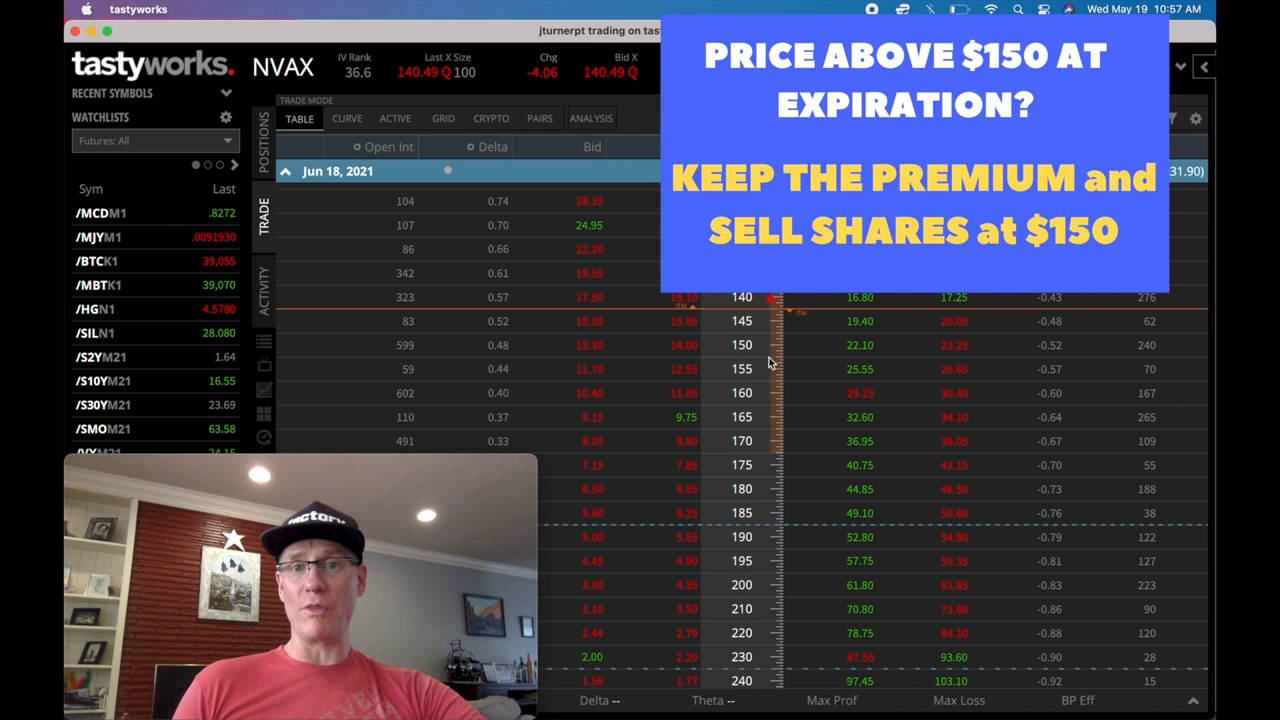 tastyworks
Wed May 19 10:57 AM
jturnerpt trading on tas
PRICE ABOVE $150 AT
EXPIRATION?
KEEP THE PREMIUM and
SELL SHARES at $150
tastyworks.
NVAX
IV Rank
36.6
Last X Size
140.49 Q 100
Chg
-4.06
Bid X
140.49 Q
RECENT SYMBOLS
WATCHLISTS
Futures: All
Sym Last
/MCDM1 .8272
/MJYM1 .0091930
/BTCK1 39,055
/MBTK1 39,070
/HGN1 4.5780
/SILN1 28.080
/S2YM21 1.64
/S10YM21 16.55
/S30YM21 23.69
/SMOM21 63.58
POSITIONS
TRADE
ACTIVITY
TRADE MODE
TABLE CURVE ACTIVE GRID CRYPTO PAIRS ANALYSIS
Open Int Delta Bid
Jun 18, 2021 31.90)
104 0.74 28.35
107 0.70 24.95
86 0.66 22.20
342 0.61 19.55
323 0.57 17.50 18.10 140 16.80 17.25 -0.43 276
ITM ITM
83 0.52 15.05 15.95 145 19.40 20.05 -0.48 62
599 0.48 13.30 14.00 150 22.10 23.25 -0.52 240
59 0.44 11.70 12.55 155 25.55 26.65 -0.57 70
602 0.40 10.40 11.05 160 29.25 30.40 -0.60 167
110 0.37 9.15 9.75 165 32.60 34.10 -0.64 265
491 0.33 8.05 8.80 170 36.95 38.05 -0.67 109
7.15 7.85 175 40.75 42.15 -0.70 55
6.50 6.95 180 44.85 46.50 -0.73 188
5.60 6.25 185 49.10 50.60 -0.76 38
5.00 5.55 190 52.80 54.90 -0.79 122
4.45 4.90 195 57.75 59.35 -0.81 127
3.90 4.35 200 61.80 63.85 -0.83 223
3.10 3.50 210 70.80 73.60 -0.86 90
2.44 2.79 220 78.75 84.10 -0.88 120
2.00 2.20 230 87.55 93.60 -0.90 28
1.56 1.77 240 97.45 103.10 -0.92 15
Delta -- Theta -- Max Prof Max Loss BP Eff